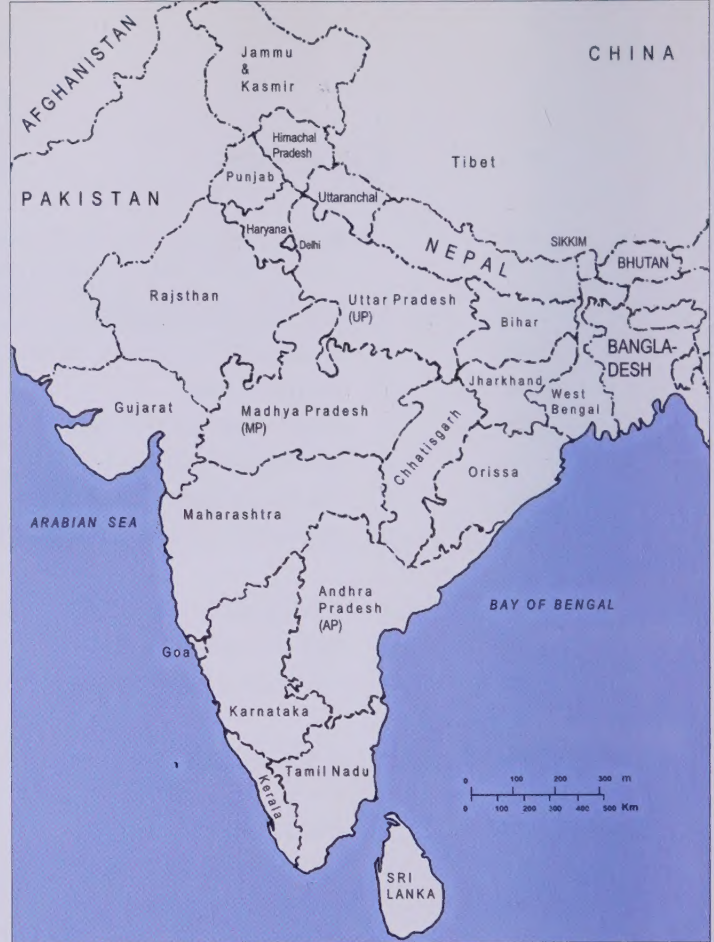 AFGHANISTAN
Jammu
&
Kasmir
CHINA
Himachal
Pradesh
Tibet
Punjab
PAKISTAN
Uttaranchal
Haryana
Delhi
NEPAL
SIKKIM
BHUTAN
Rajsthan
Uttar Pradesh
(UP)
Bihar
BANGLA-
DESH
Jharkhand
West
Bengal
Gujarat
Madhya Pradesh
(MP)
Chhatisgarh
Orissa
Maharashtra
ARABIAN SEA
Andhra
Pradesh
(AP)
BAY OF BENGAL
Goa
Karnataka
Tamil Nadu
Kerala
0 100 200 300 m
0 100 200 300 400 500 Km
SRI
LANKA